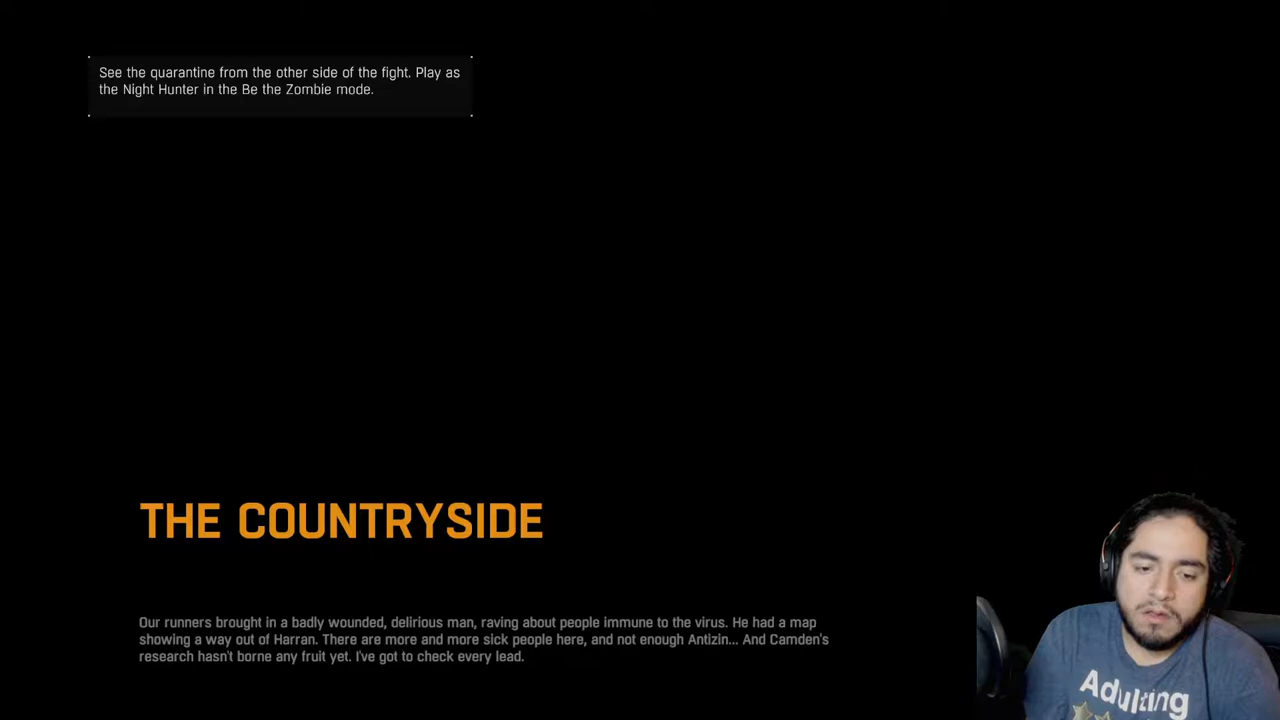 See the quarantine from the other side of the fight. Play as
the Night Hunter in the Be the Zombie mode.
THE COUNTRYSIDE
Our runners brought in a badly wounded, delirious man, raving about people immune to the virus. He had a map
showing a way out of Harran. There are more and more sick people here, and not enough Antizin... And Camden's
research hasn't borne any fruit yet. I've got to check every lead.
Adulting